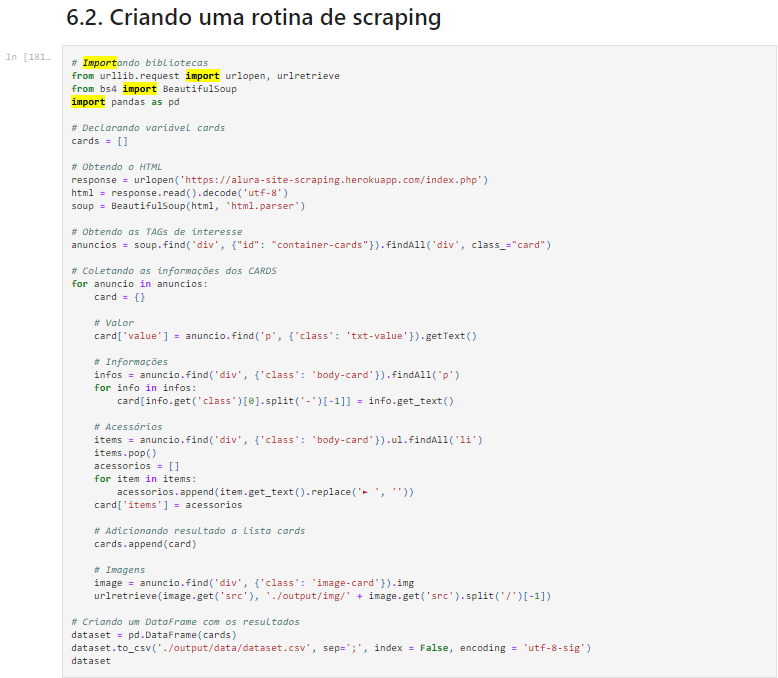 6.2. Criando uma rotina de scraping
In [181...
# Importando bibliotecas
from urllib.request import urlopen, urlretrieve
from bs4 import BeautifulSoup
import pandas as pd
# Declarando variável cards
cards = []
# Obtendo o HTML
response = urlopen('https://alura-site-scraping.herokuapp.com/index.php')
html = response.read().decode('utf-8')
soup = BeautifulSoup(html, 'html.parser')
# Obtendo as TAGs de interesse
anuncios = soup.find('div', {"id": "container-cards"}).findAll('div', class_="card")
# Coletando as informações dos CARDS
for anuncio in anuncios:
    card = {}
    # Valor
    card['value'] = anuncio.find('p', {'class': 'txt-value'}).getText()
    # Informações
    infos = anuncio.find('div', {'class': 'body-card'}).findAll('p')
    for info in infos:
        card[info.get('class')[0].split('-')[-1]] = info.get_text()
    # Acessórios
    items = anuncio.find('div', {'class': 'body-card'}).ul.findAll('li')
    items.pop()
    acessorios = []
    for item in items:
        acessorios.append(item.get_text().replace('► ', ''))
    card['items'] = acessorios
    # Adicionando resultado a lista cards
    cards.append(card)
    # Imagens
    image = anuncio.find('div', {'class': 'image-card'}).img
    urlretrieve(image.get('src'), './output/img/' + image.get('src').split('/')[-1])
# Criando um DataFrame com os resultados
dataset = pd.DataFrame(cards)
dataset.to_csv('./output/data/dataset.csv', sep=';', index = False, encoding = 'utf-8-sig')
dataset